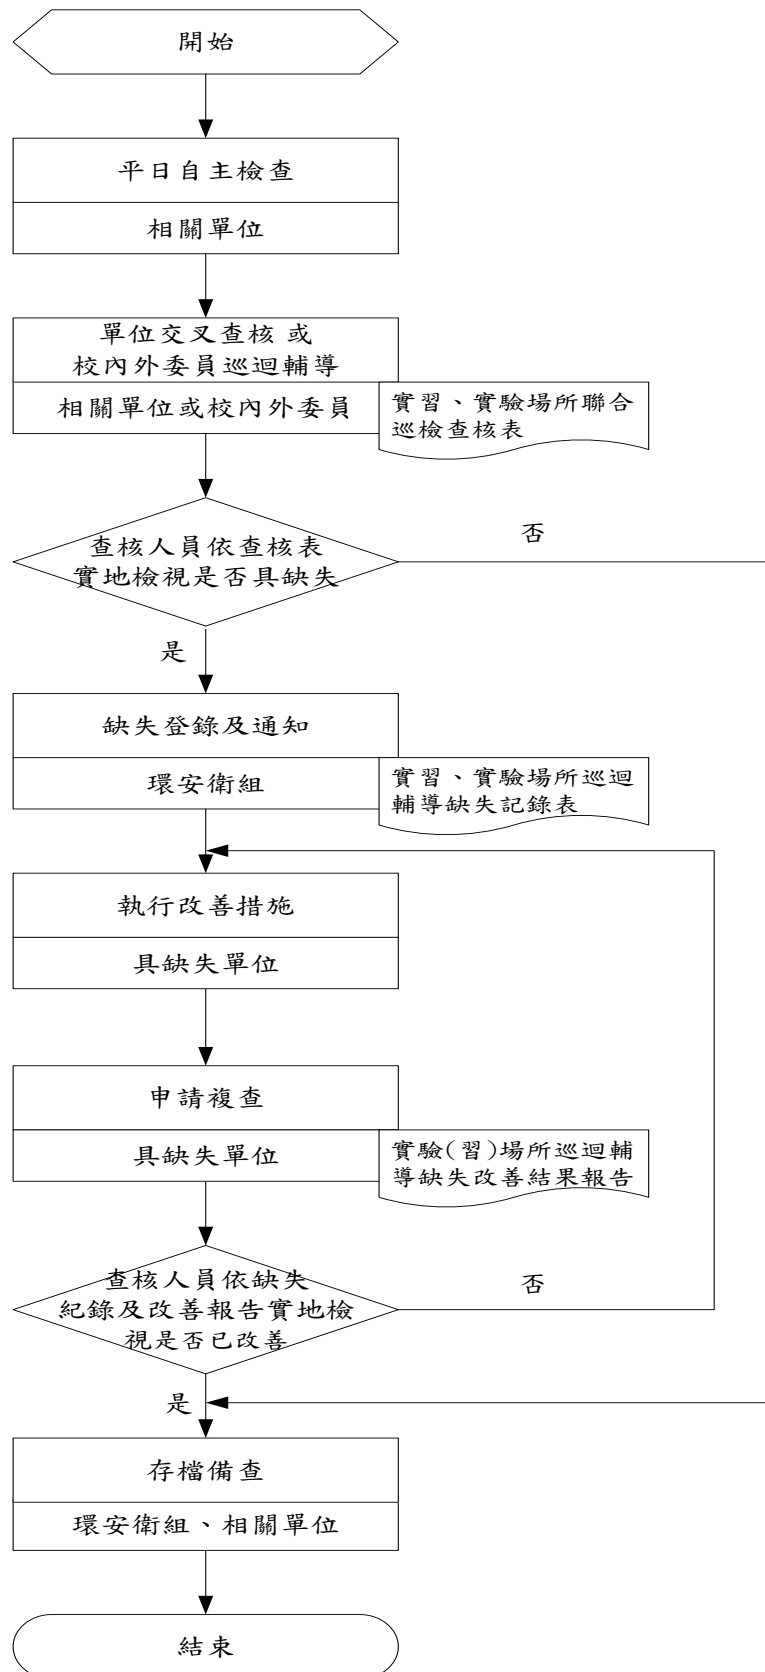 開始
平日自主檢查
相關單位
單位交叉查核 或
校內外委員巡迴輔導
相關單位或校內外委員
實習、實驗場所聯合
巡檢查核表
查核人員依查核表
實地檢視是否具缺失
否
是
缺失登錄及通知
環安衛組
實習、實驗場所巡迴
輔導缺失記錄表
執行改善措施
具缺失單位
申請複查
具缺失單位
實驗(習)場所巡迴輔
導缺失改善結果報告
查核人員依缺失
紀錄及改善報告實地檢
視是否已改善
否
是
存檔備查
環安衛組、相關單位
結束